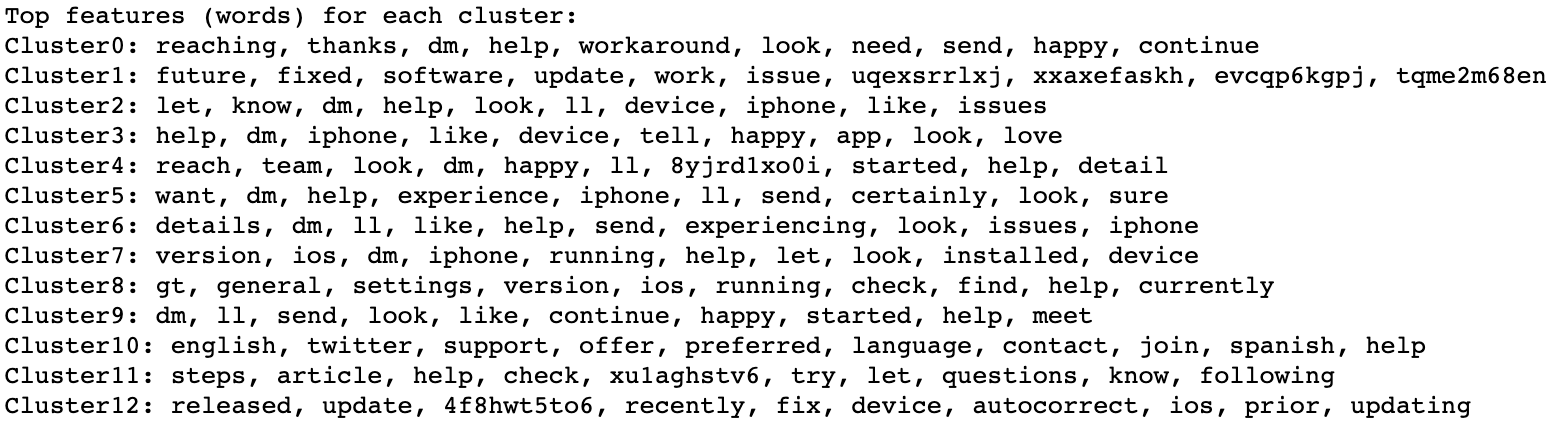 Top features (words) for each cluster:
Cluster0: reaching, thanks, dm, help, workaround, look, need, send, happy, continue
Cluster1: future, fixed, software, update, work, issue, uqexsrrlxj, xxaxefaskh, evcqp6kgpj, tqme2m68en
Cluster2: let, know, dm, help, look, ll, device, iphone, like, issues
Cluster3: help, dm, iphone, like, device, tell, happy, app, look, love
Cluster4: reach, team, look, dm, happy, ll, 8yjrd1xo0i, started, help, detail
Cluster5: want, dm, help, experience, iphone, ll, send, certainly, look, sure
Cluster6: details, dm, ll, like, help, send, experiencing, look, issues, iphone
Cluster7: version, ios, dm, iphone, running, help, let, look, installed, device
Cluster8: gt, general, settings, version, ios, running, check, find, help, currently
Cluster9: dm, ll, send, look, like, continue, happy, started, help, meet
Cluster10: english, twitter, support, offer, preferred, language, contact, join, spanish, help
Cluster11: steps, article, help, check, xu1aghstv6, try, let, questions, know, following
Cluster12: released, update, 4f8hwt5to6, recently, fix, device, autocorrect, ios, prior, updating